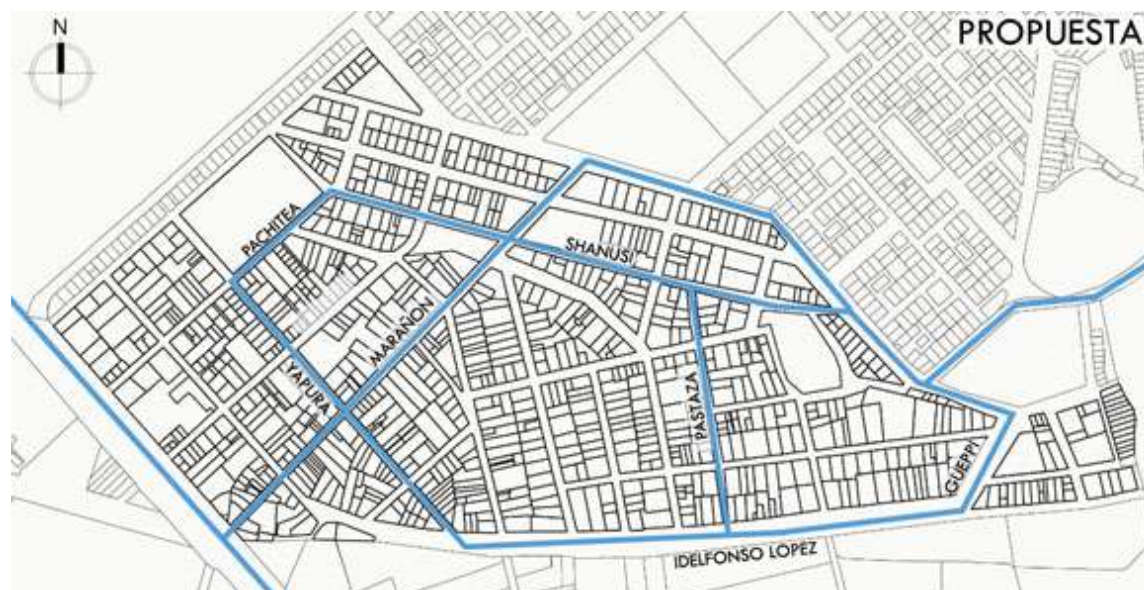 N
PROPUESTA
PACHITEA
SHANUSI
MARAÑON
YAPURA
PASTAZA
GUEPPI
IDELFONSO LOPEZ